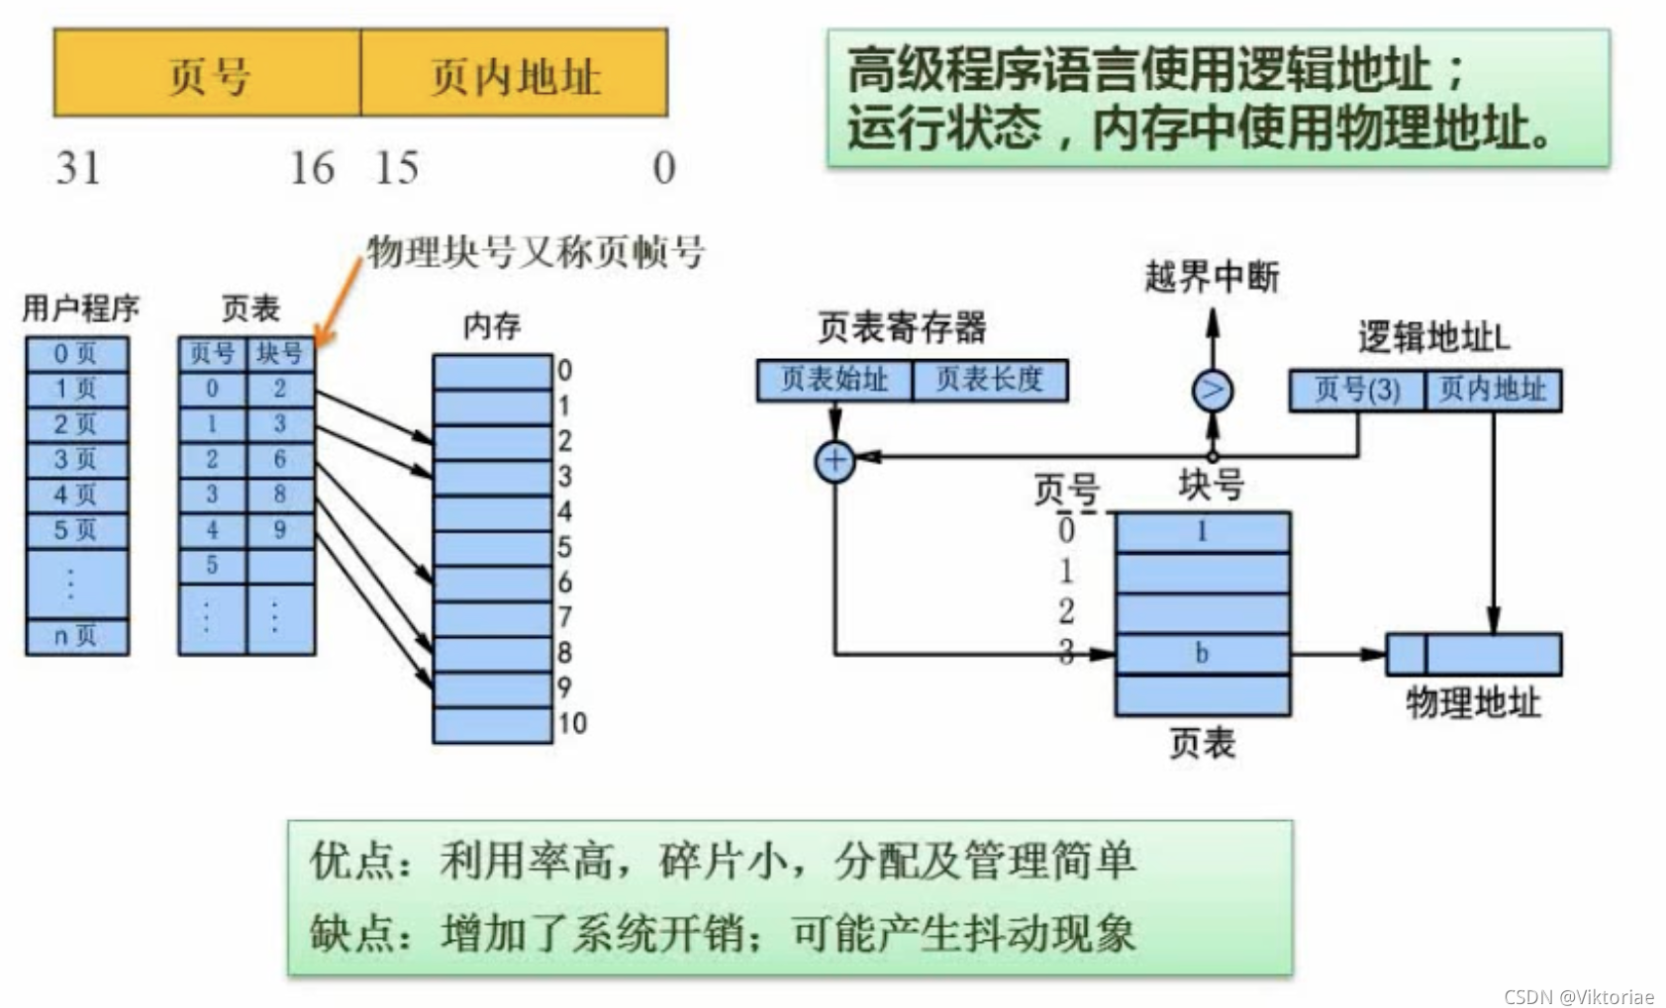 页号 页内地址
31 16 15 0
高级程序语言使用逻辑地址；
运行状态，内存中使用物理地址。
物理块号又称页帧号
用户程序
0页
1页
2页
3页
4页
5页
⋮
n页
页表
页号 块号
0 2
1 3
2 6
3 8
4 9
5
⋮ ⋮
内存
0
1
2
3
4
5
6
7
8
9
10
越界中断
页表寄存器
页表始址 页表长度
>
逻辑地址L
页号(3) 页内地址
+
页号 块号
0 1
1
2
3 b
页表
物理地址
优点：利用率高，碎片小，分配及管理简单
缺点：增加了系统开销；可能产生抖动现象
CSDN @Viktoriae